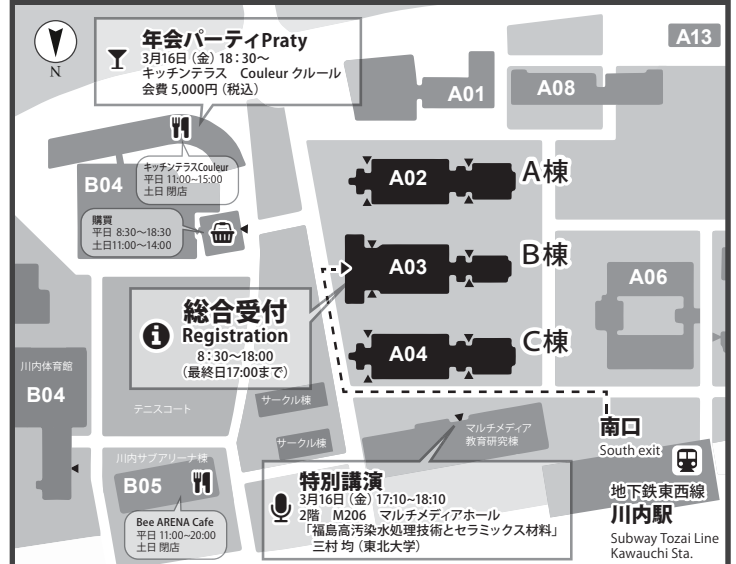 N
年会パーティPraty
3月16日（金）18：30～
キッチンテラス　Couleur クルール
会費 5,000円（税込）
A13
A01
A08
キッチンテラスCouleur
平日 11:00～15:00
土日 閉店
B04
購買
平日 8:30～18:30
土日11:00～14:00
A02
A棟
A03
B棟
A06
総合受付
Registration
8：30～18:00
（最終日17:00まで）
A04
C棟
川内体育館
B04
テニスコート
サークル棟
サークル棟
マルチメディア
教育研究棟
南口
South exit
川内サブアリーナ棟
B05
Bee ARENA Cafe
平日 11:00～20:00
土日 閉店
特別講演
3月16日（金）17:10～18:10
2階　M206　マルチメディアホール
「福島高汚染水処理技術とセラミックス材料」
三村 均（東北大学）
地下鉄東西線
川内駅
Subway Tozai Line
Kawauchi Sta.